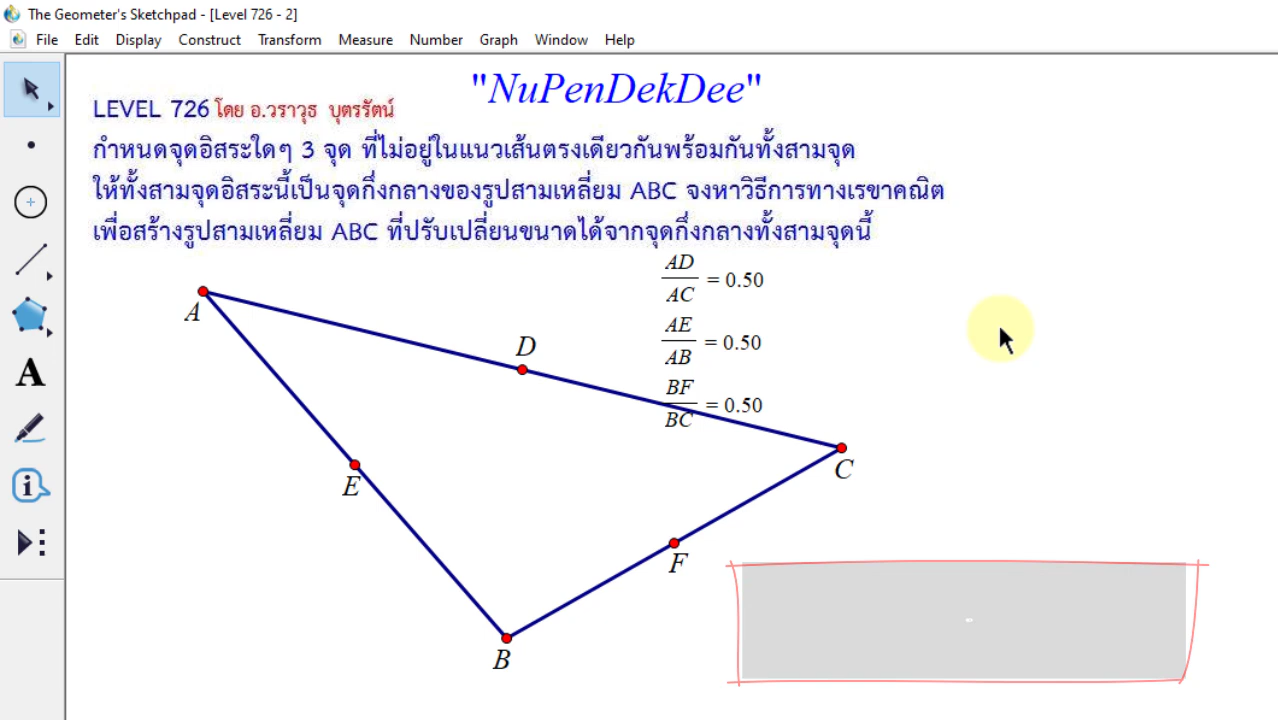 The Geometer's Sketchpad - [Level 726 - 2]
File Edit Display Construct Transform Measure Number Graph Window Help
"NuPenDekDee"
LEVEL 726 โดย อ.วราวุธ บุตรรัตน์
กำหนดจุดอิสระใดๆ 3 จุด ที่ไม่อยู่ในแนวเส้นตรงเดียวกันพร้อมกันทั้งสามจุด
ให้ทั้งสามจุดอิสระนี้เป็นจุดกึ่งกลางของรูปสามเหลี่ยม ABC จงหาวิธีการทางเรขาคณิต
เพื่อสร้างรูปสามเหลี่ยม ABC ที่ปรับเปลี่ยนขนาดได้จากจุดกึ่งกลางทั้งสามจุดนี้
AD
AC
= 0.50
AE
AB
= 0.50
BF
BC
= 0.50
A
D
C
E
F
B
A